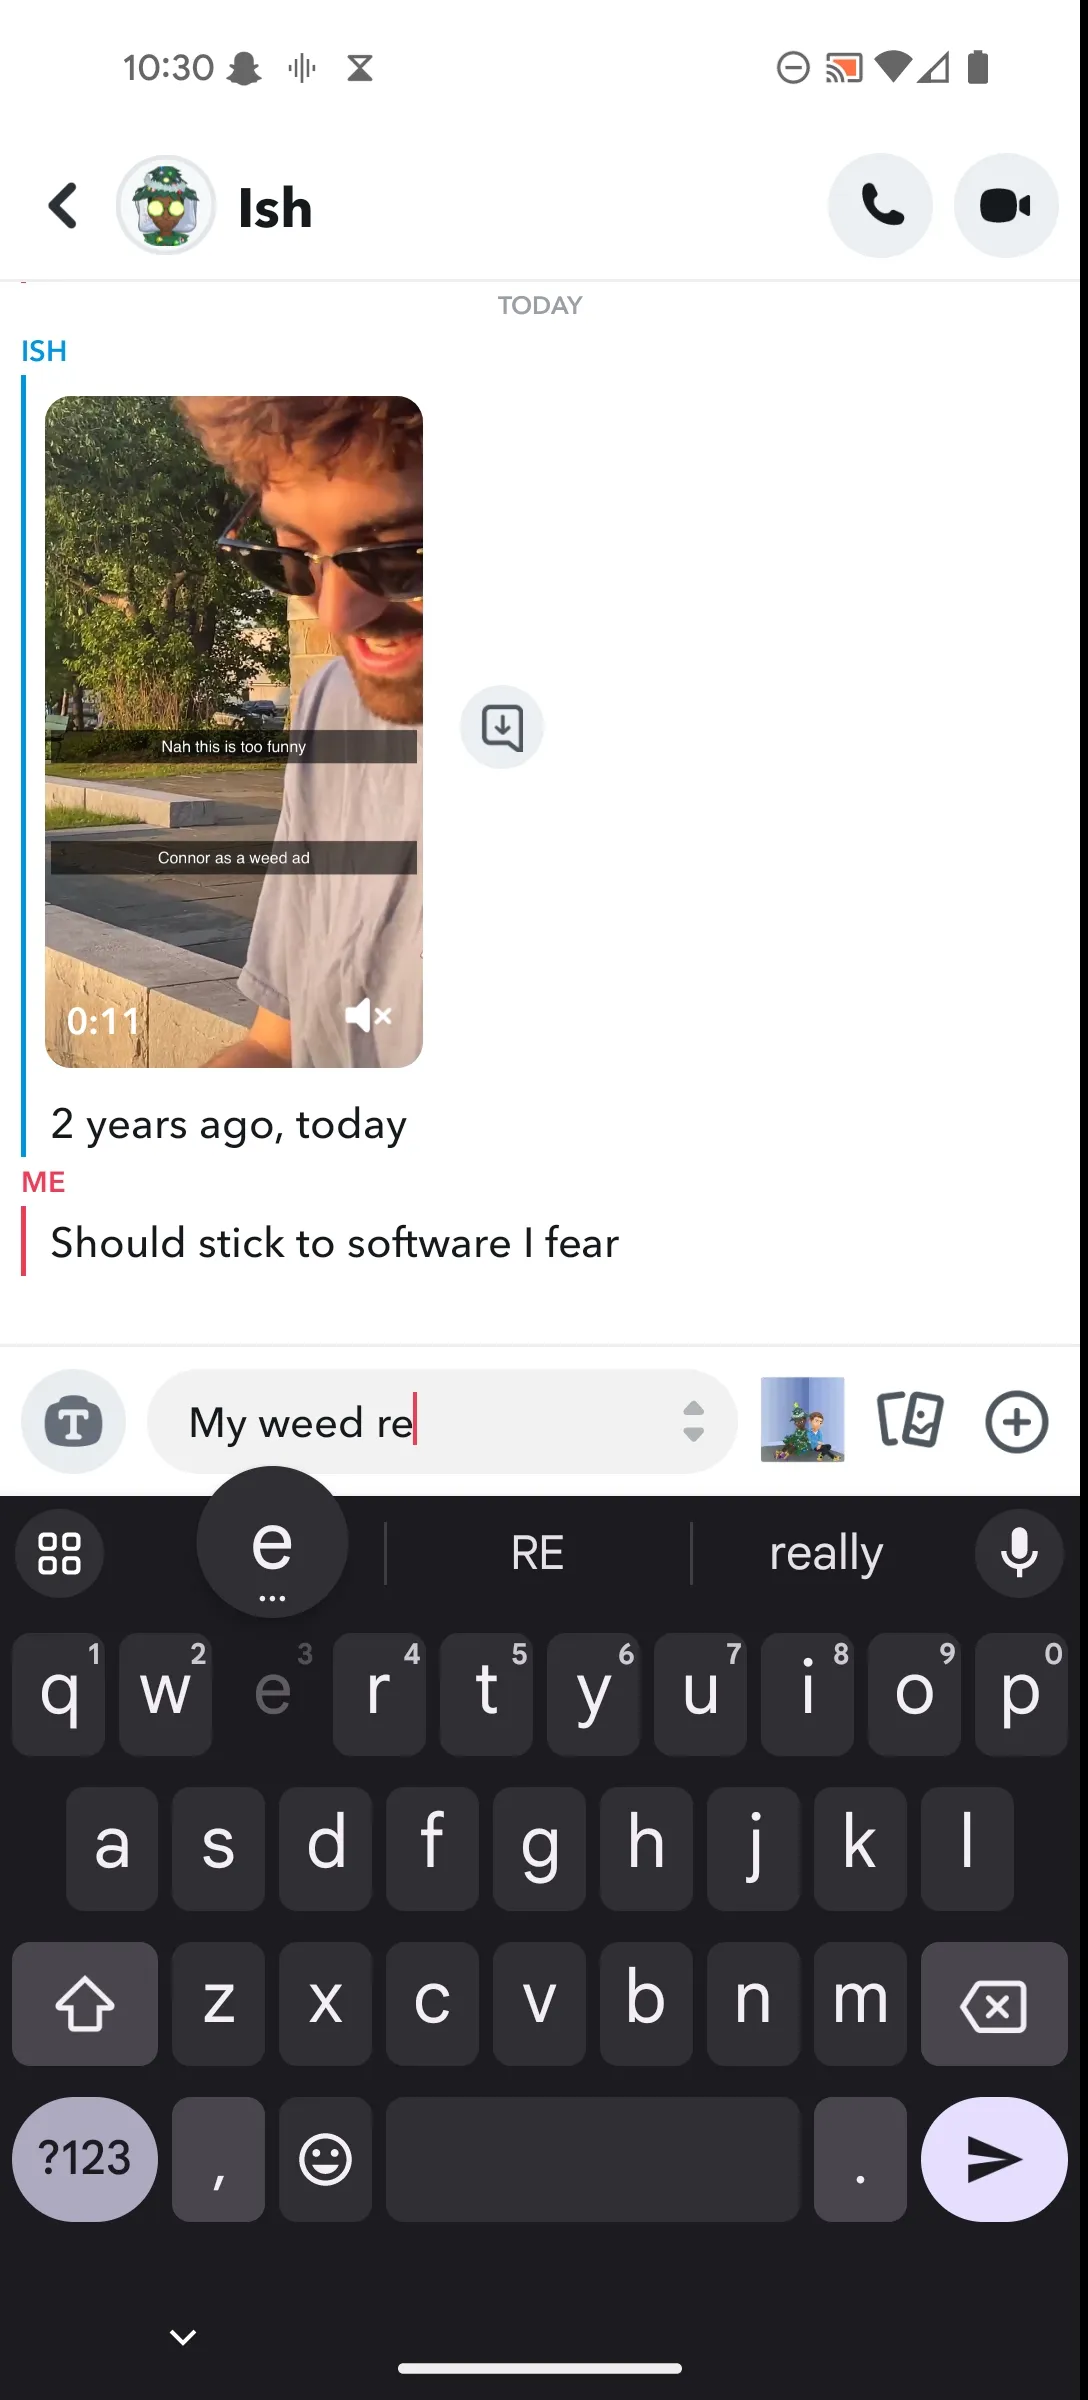 10:30
Ish
TODAY
ISH
Nah this is too funny
Connor as a weed ad
0:11
2 years ago, today
ME
Should stick to software I fear
T
My weed re
e
...
RE
really
1 2 3 4 5 6 7 8 9 0
q w e r t y u i o p
a s d f g h j k l
z x c v b n m
?123 , .